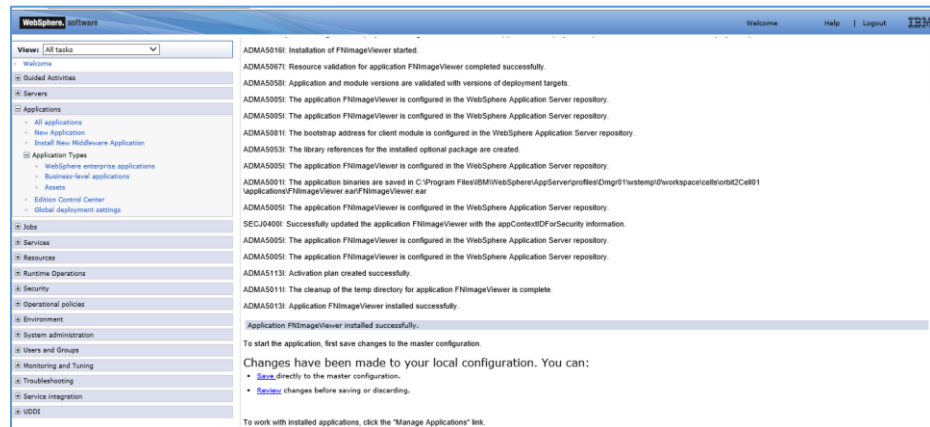 WebSphere. software
Welcome Help | Logout IBM
View: All tasks
Welcome
Guided Activities
Servers
Applications
All applications
New Application
Install New Middleware Application
Application Types
WebSphere enterprise applications
Business-level applications
Assets
Edition Control Center
Global deployment settings
Jobs
Services
Resources
Runtime Operations
Security
Operational policies
Environment
System administration
Users and Groups
Monitoring and Tuning
Troubleshooting
Service integration
UDDI
ADMA5016I: Installation of FNImageViewer started.
ADMA5067I: Resource validation for application FNImageViewer completed successfully.
ADMA5058I: Application and module versions are validated with versions of deployment targets.
ADMA5005I: The application FNImageViewer is configured in the WebSphere Application Server repository.
ADMA5005I: The application FNImageViewer is configured in the WebSphere Application Server repository.
ADMA5081I: The bootstrap address for client module is configured in the WebSphere Application Server repository.
ADMA5053I: The library references for the installed optional package are created.
ADMA5005I: The application FNImageViewer is configured in the WebSphere Application Server repository.
ADMA5001I: The application binaries are saved in C:\Program Files\IBM\WebSphere\AppServer\profiles\Dmgr01\wstemp\0\workspace\cells\orbit2Cell01
\applications\FNImageViewer.ear\FNImageViewer.ear
ADMA5005I: The application FNImageViewer is configured in the WebSphere Application Server repository.
SECJ0400I: Successfully updated the application FNImageViewer with the appContextIDForSecurity information.
ADMA5005I: The application FNImageViewer is configured in the WebSphere Application Server repository.
ADMA5005I: The application FNImageViewer is configured in the WebSphere Application Server repository.
ADMA5113I: Activation plan created successfully.
ADMA5011I: The cleanup of the temp directory for application FNImageViewer is complete.
ADMA5013I: Application FNImageViewer installed successfully.
Application FNImageViewer installed successfully.
To start the application, first save changes to the master configuration.
Changes have been made to your local configuration. You can:
Save directly to the master configuration.
Review changes before saving or discarding.
To work with installed applications, click the "Manage Applications" link.